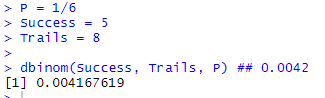 > P = 1/6
> Success = 5
> Trails = 8
>
> dbinom(Success, Trails, P) ## 0.0042
[1] 0.004167619
>